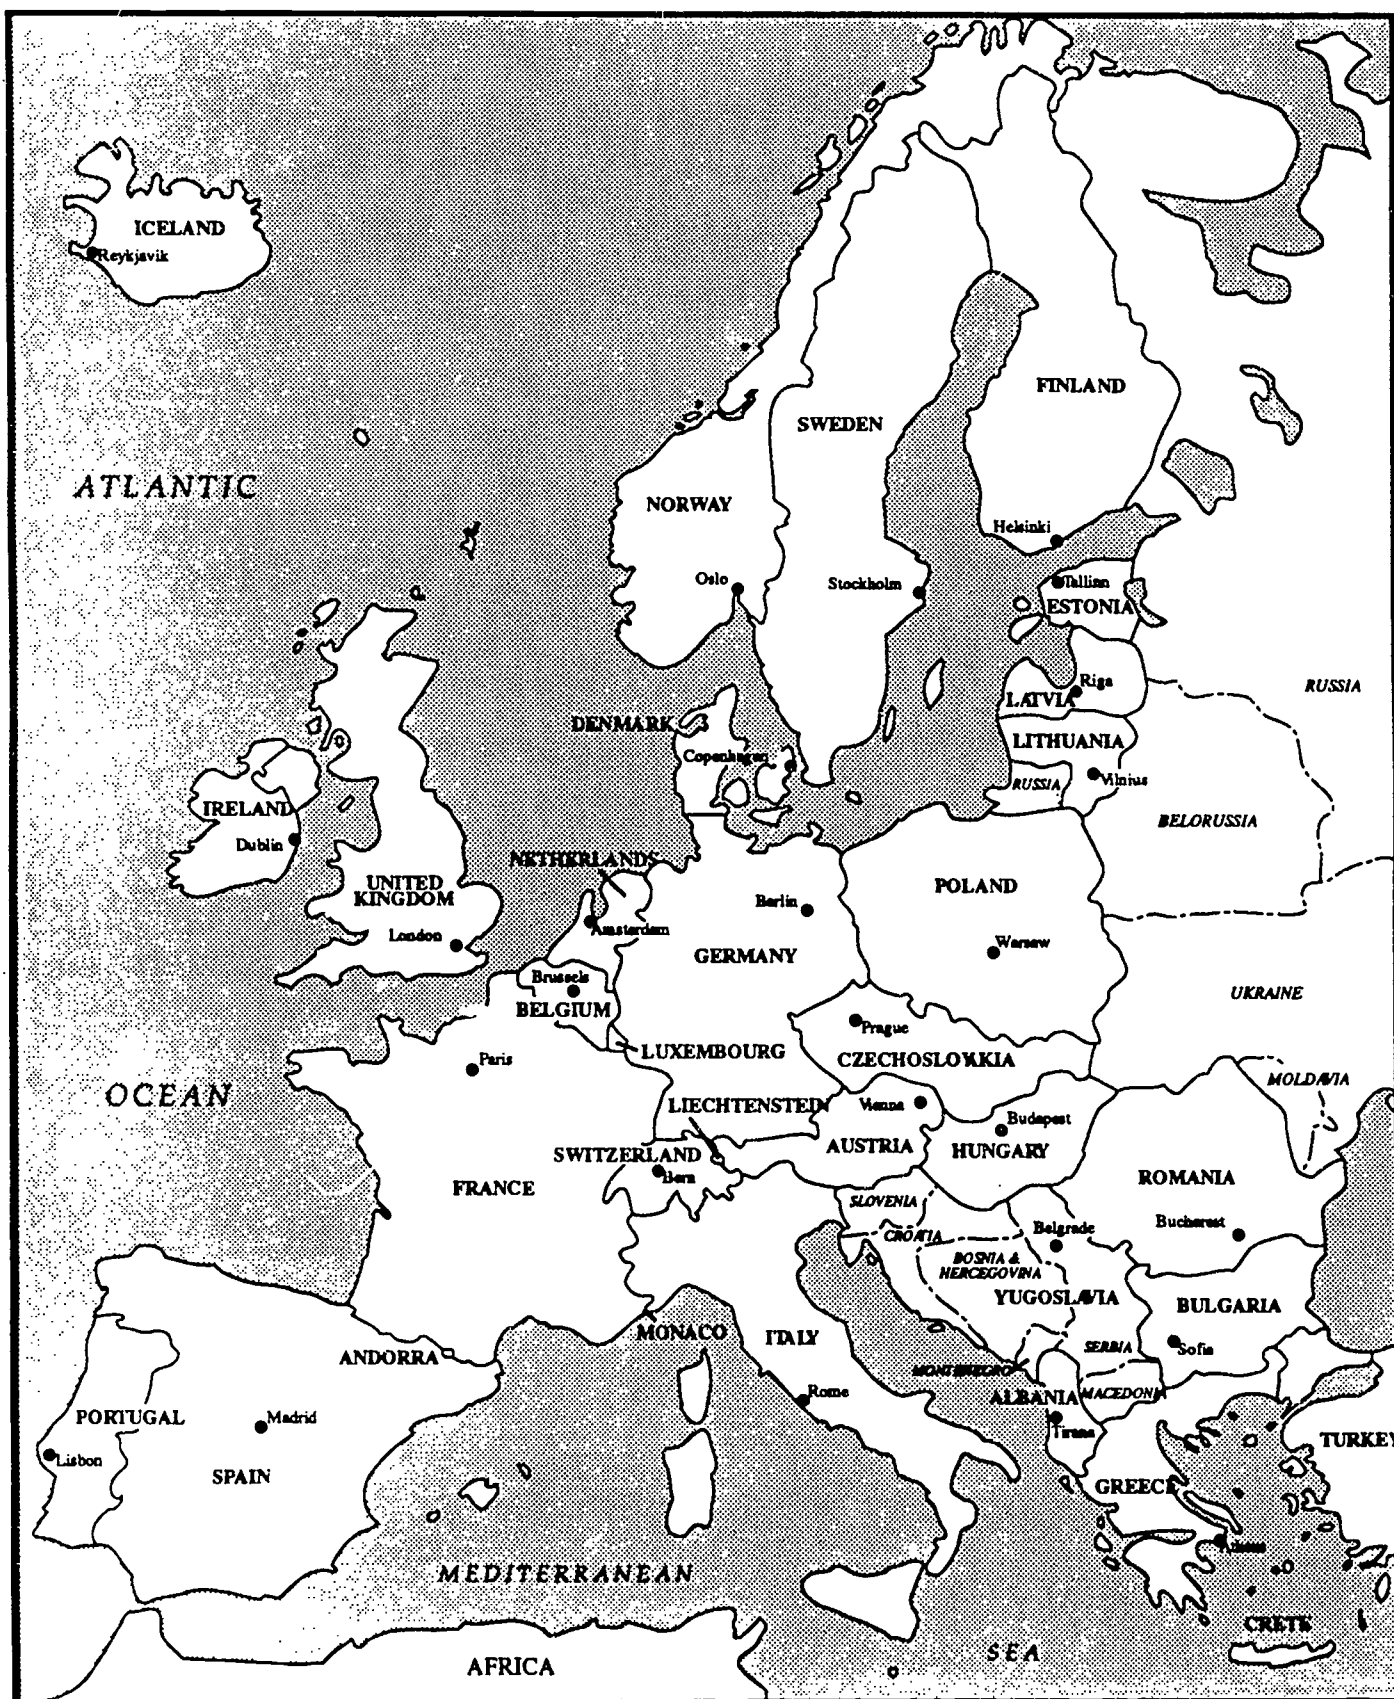 ICELAND
Reykjavik
FINLAND
SWEDEN
ATLANTIC
NORWAY
Helsinki
Oslo
Stockholm
Tallinn
ESTONIA
RUSSIA
Riga
LATVIA
DENMARK
LITHUANIA
Copenhagen
RUSSIA
Vilnius
IRELAND
BELORUSSIA
Dublin
NETHERLANDS
UNITED
KINGDOM
POLAND
Berlin
London
Amsterdam
Warsaw
GERMANY
Brussels
UKRAINE
BELGIUM
Prague
LUXEMBOURG
Paris
CZECHOSLOVKKIA
MOLDAVIA
OCEAN
LIECHTENSTEIN
Vienna
Budapest
AUSTRIA
HUNGARY
SWITZERLAND
Bern
ROMANIA
FRANCE
SLOVENIA
Belgrade
Bucharest
CROATIA
BOSNIA &
HERCEGOVINA
YUGOSLAVIA
BULGARIA
MONACO
ITALY
SERBIA
Sofia
ANDORRA
MONTENEGRO
Rome
ALBANIA
MACEDONIA
PORTUGAL
Madrid
Tirana
TURKEY
Lisbon
SPAIN
GREECE
Athens
MEDITERRANEAN
CRETE
SEA
AFRICA